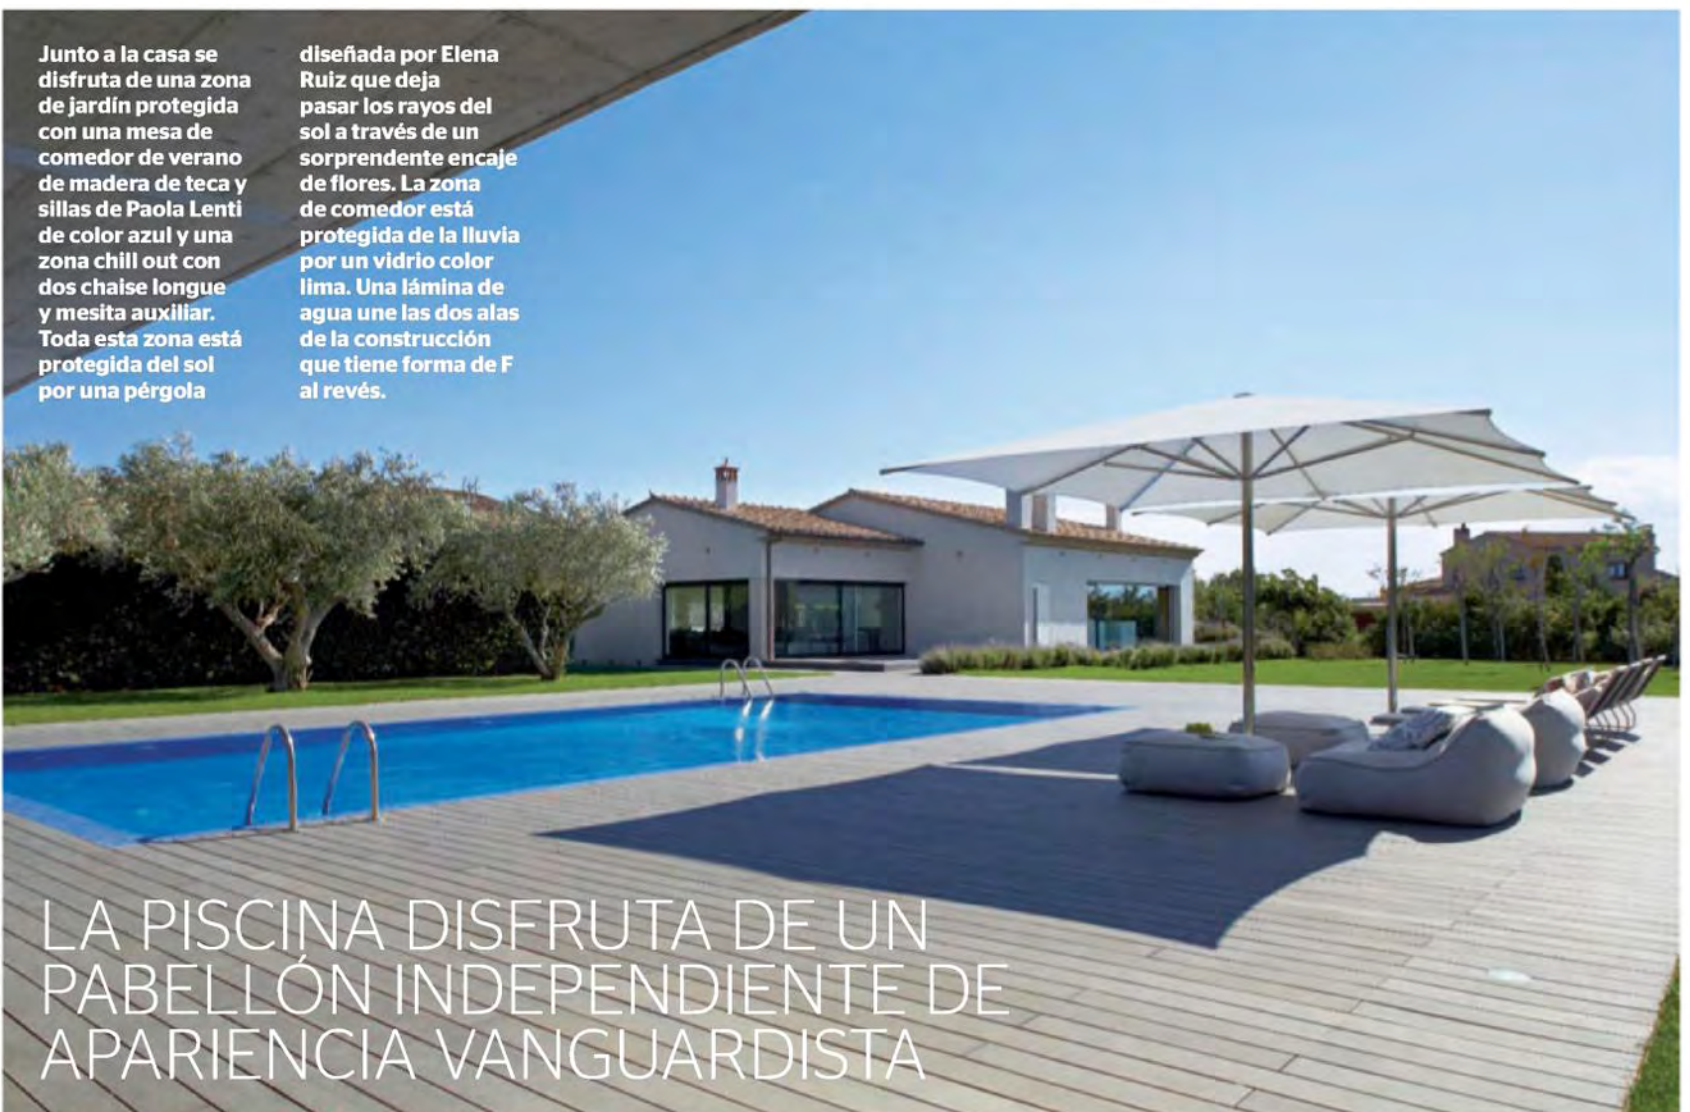 Junto a la casa se
disfruta de una zona
de jardín protegida
con una mesa de
comedor de verano
de madera de teca y
sillas de Paola Lenti
de color azul y una
zona chill out con
dos chaise longue
y mesita auxiliar.
Toda esta zona está
protegida del sol
por una pérgola
diseñada por Elena
Ruiz que deja
pasar los rayos del
sol a través de un
sorprendente encaje
de flores. La zona
de comedor está
protegida de la lluvia
por un vidrio color
lima. Una lámina de
agua une las dos alas
de la construcción
que tiene forma de F
al revés.
LA PISCINA DISFRUTA DE UN
PABELLÓN INDEPENDIENTE DE
APARIENCIA VANGUARDISTA